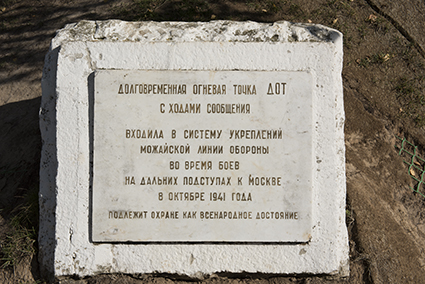 ДОЛГОВРЕМЕННАЯ ОГНЕВАЯ ТОЧКА ДОТ
С ХОДАМИ СООБЩЕНИЯ
ВХОДИЛА В СИСТЕМУ УКРЕПЛЕНИЙ
МОЖАЙСКОЙ ЛИНИИ ОБОРОНЫ
ВО ВРЕМЯ БОЕВ
НА ДАЛЬНИХ ПОДСТУПАХ К МОСКВЕ
В ОКТЯБРЕ 1941 ГОДА
ПОДЛЕЖИТ ОХРАНЕ КАК ВСЕНАРОДНОЕ ДОСТОЯНИЕ